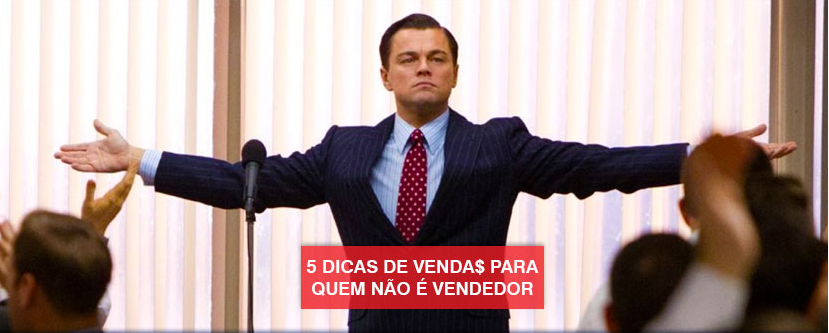 5 DICAS DE VENDA$ PARA
QUEM NÃO É VENDEDOR